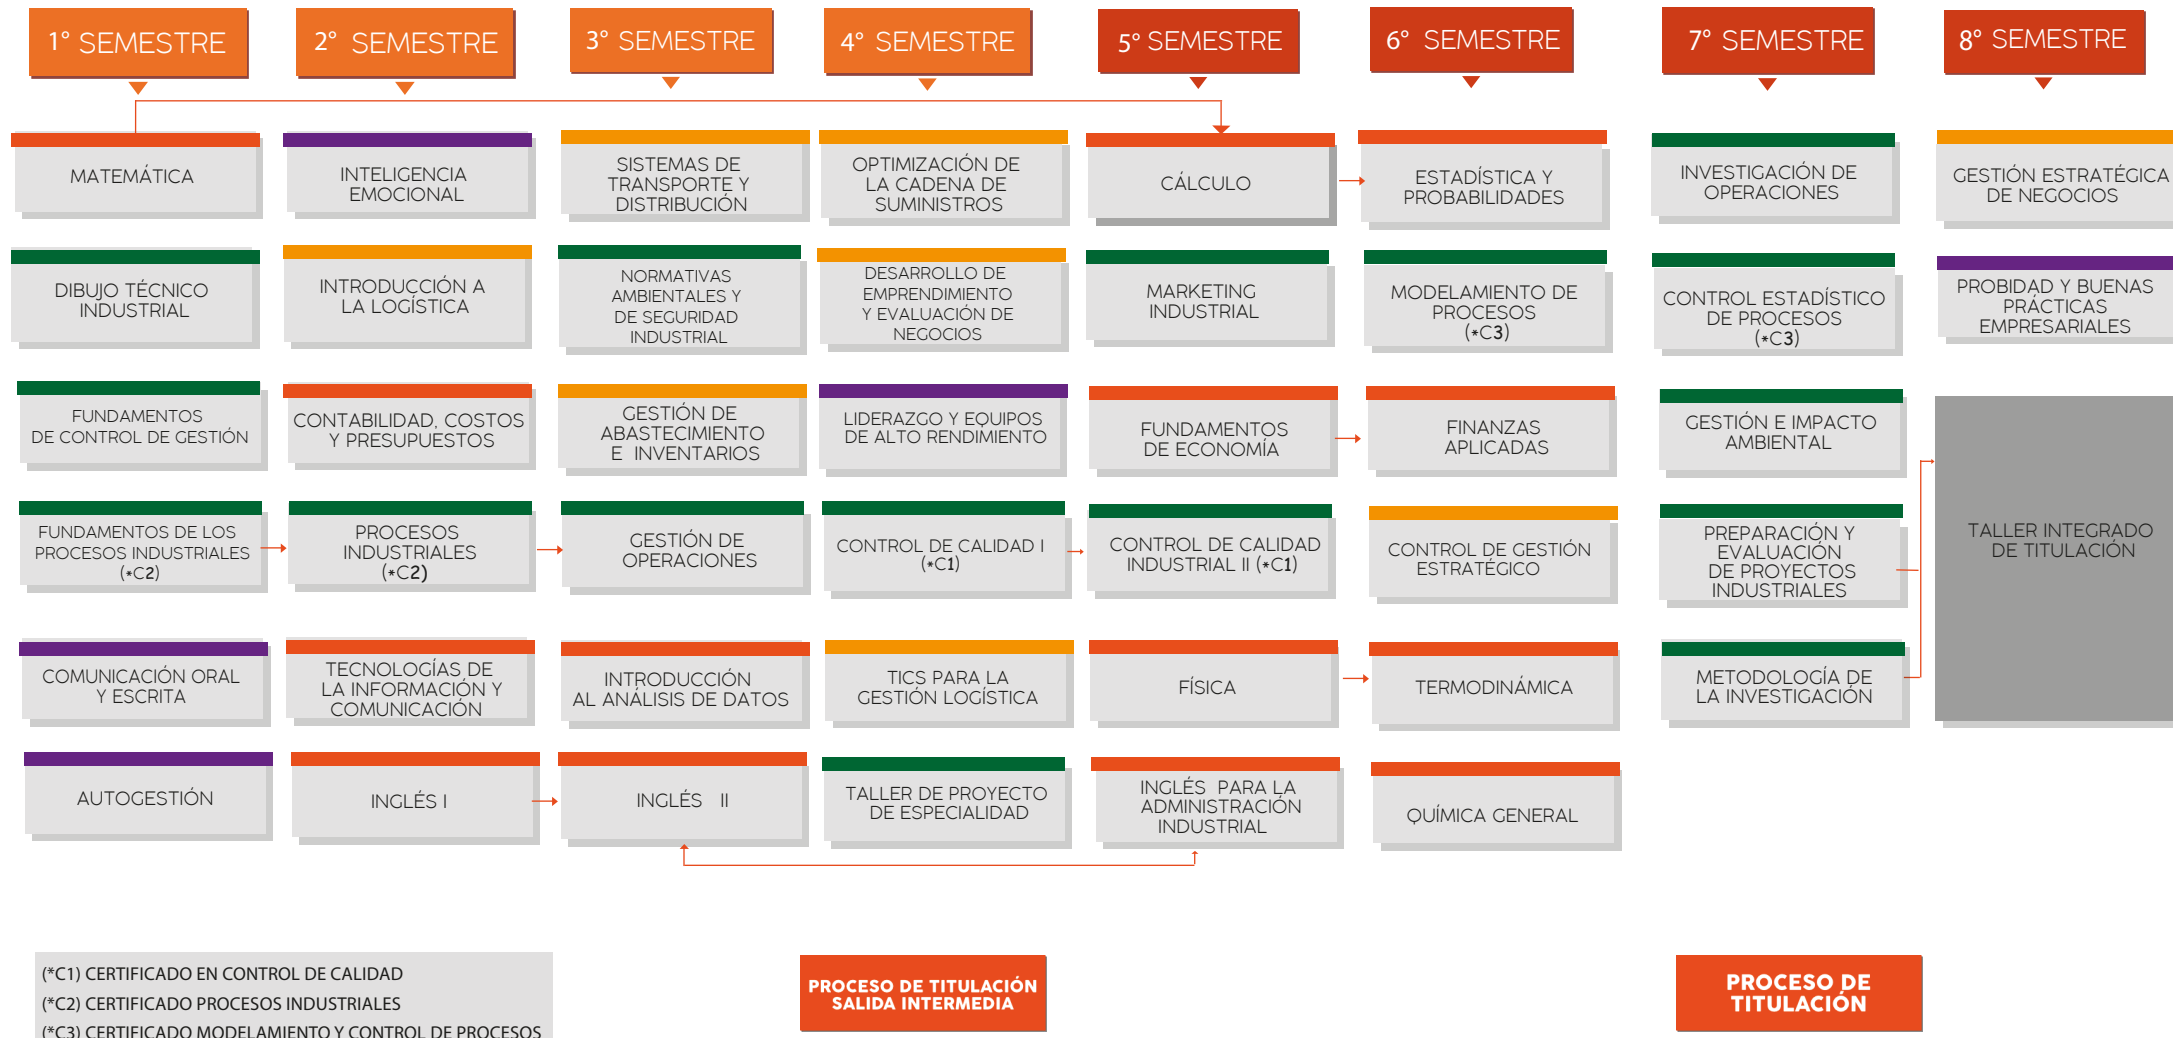 1° SEMESTRE
2° SEMESTRE
3° SEMESTRE
4° SEMESTRE
5° SEMESTRE
6° SEMESTRE
7° SEMESTRE
8° SEMESTRE
MATEMÁTICA
INTELIGENCIA
EMOCIONAL
SISTEMAS DE
TRANSPORTE Y
DISTRIBUCIÓN
OPTIMIZACIÓN DE
LA CADENA DE
SUMINISTROS
CÁLCULO
ESTADÍSTICA Y
PROBABILIDADES
INVESTIGACIÓN DE
OPERACIONES
GESTIÓN ESTRATÉGICA
DE NEGOCIOS
DIBUJO TÉCNICO
INDUSTRIAL
INTRODUCCIÓN A
LA LOGÍSTICA
NORMATIVAS
AMBIENTALES Y
DE SEGURIDAD
INDUSTRIAL
DESARROLLO DE
EMPRENDIMIENTO
Y EVALUACIÓN DE
NEGOCIOS
MARKETING
INDUSTRIAL
MODELAMIENTO DE
PROCESOS
(*C3)
CONTROL ESTADÍSTICO
DE PROCESOS
(*C3)
PROBIDAD Y BUENAS
PRÁCTICAS
EMPRESARIALES
FUNDAMENTOS
DE CONTROL DE GESTIÓN
CONTABILIDAD, COSTOS
Y PRESUPUESTOS
GESTIÓN DE
ABASTECIMIENTO
E INVENTARIOS
LIDERAZGO Y EQUIPOS
DE ALTO RENDIMIENTO
FUNDAMENTOS
DE ECONOMÍA
FINANZAS
APLICADAS
GESTIÓN E IMPACTO
AMBIENTAL
FUNDAMENTOS DE LOS
PROCESOS INDUSTRIALES
(*C2)
PROCESOS
INDUSTRIALES
(*C2)
GESTIÓN DE
OPERACIONES
CONTROL DE CALIDAD I
(*C1)
CONTROL DE CALIDAD
INDUSTRIAL II (*C1)
CONTROL DE GESTIÓN
ESTRATÉGICO
PREPARACIÓN Y
EVALUACIÓN
DE PROYECTOS
INDUSTRIALES
TALLER INTEGRADO
DE TITULACIÓN
COMUNICACIÓN ORAL
Y ESCRITA
TECNOLOGÍAS DE
LA INFORMACIÓN Y
COMUNICACIÓN
INTRODUCCIÓN
AL ANÁLISIS DE DATOS
TICS PARA LA
GESTIÓN LOGÍSTICA
FÍSICA
TERMODINÁMICA
METODOLOGÍA DE
LA INVESTIGACIÓN
AUTOGESTIÓN
INGLÉS I
INGLÉS II
TALLER DE PROYECTO
DE ESPECIALIDAD
INGLÉS PARA LA
ADMINISTRACIÓN
INDUSTRIAL
QUÍMICA GENERAL
(*C1) CERTIFICADO EN CONTROL DE CALIDAD
(*C2) CERTIFICADO PROCESOS INDUSTRIALES
(*C3) CERTIFICADO MODELAMIENTO Y CONTROL DE PROCESOS
PROCESO DE TITULACIÓN
SALIDA INTERMEDIA
PROCESO DE
TITULACIÓN